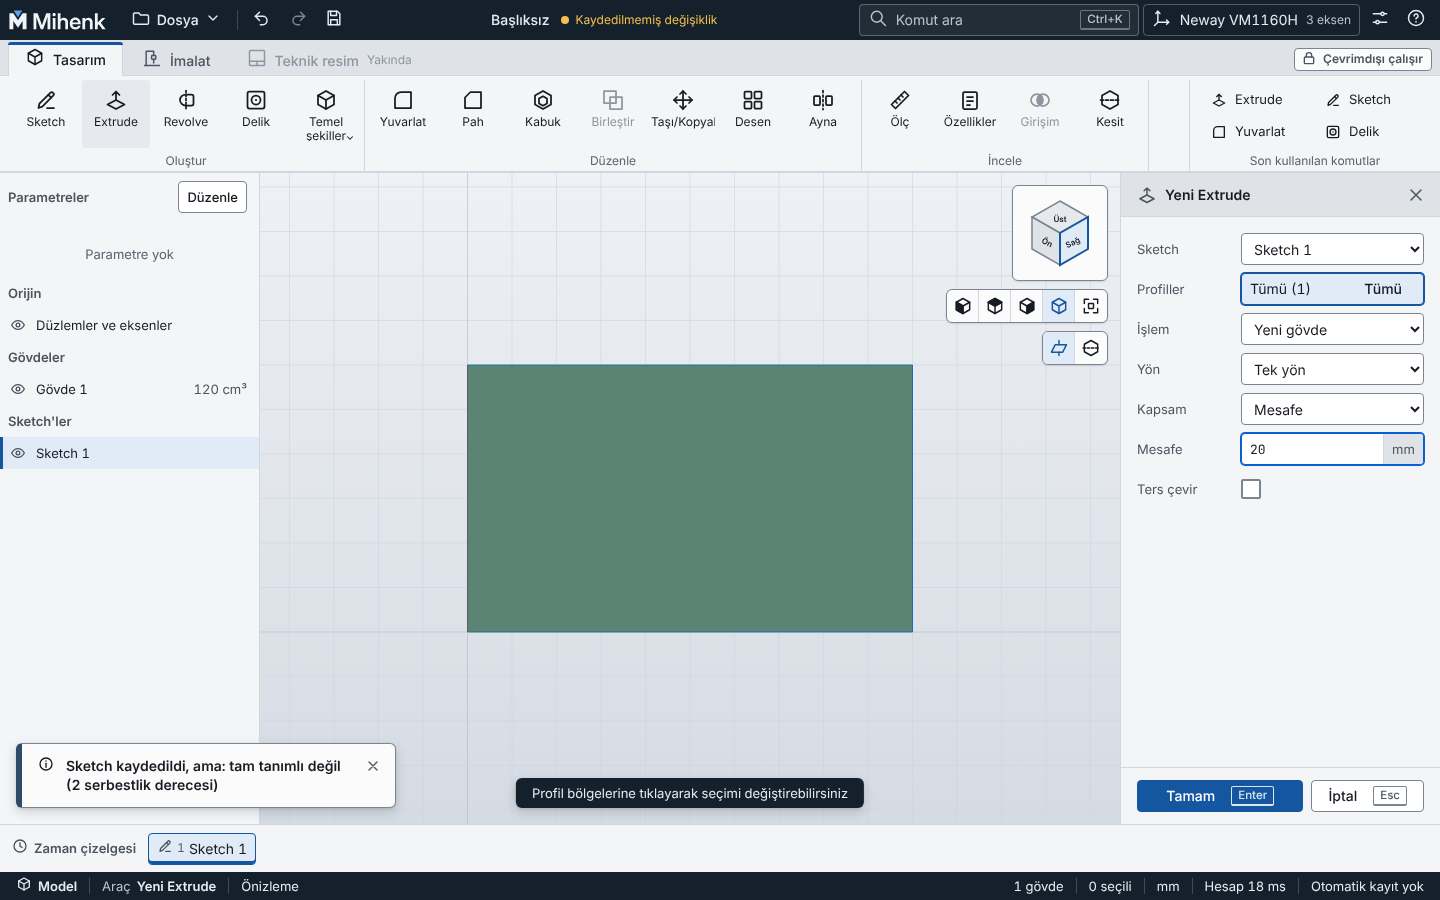 Mihenk
Dosya
Başlıksız
Kaydedilmemiş değişiklik
Komut ara
Ctrl+K
Neway VM1160H
3 eksen
Tasarım
İmalat
Teknik resim
Yakında
Çevrimdışı çalışır
Sketch
Extrude
Revolve
Delik
Temel
şekiller
Oluştur
Yuvarlat
Pah
Kabuk
Birleştir
Taşı/Kopyal
Desen
Ayna
Düzenle
Ölç
Özellikler
Girişim
Kesit
İncele
Extrude
Sketch
Yuvarlat
Delik
Son kullanılan komutlar
Parametreler
Düzenle
Parametre yok
Orijin
Düzlemler ve eksenler
Gövdeler
Gövde 1
120 cm³
Sketch'ler
Sketch 1
Üst
Ön
Sağ
Yeni Extrude
Sketch
Sketch 1
Profiller
Tümü (1)
Tümü
İşlem
Yeni gövde
Yön
Tek yön
Kapsam
Mesafe
Mesafe
20
mm
Ters çevir
Sketch kaydedildi, ama: tam tanımlı değil
(2 serbestlik derecesi)
Profil bölgelerine tıklayarak seçimi değiştirebilirsiniz
Tamam
Enter
İptal
Esc
Zaman çizelgesi
1 Sketch 1
Model
Araç Yeni Extrude
Önizleme
1 gövde
0 seçili
mm
Hesap 18 ms
Otomatik kayıt yok